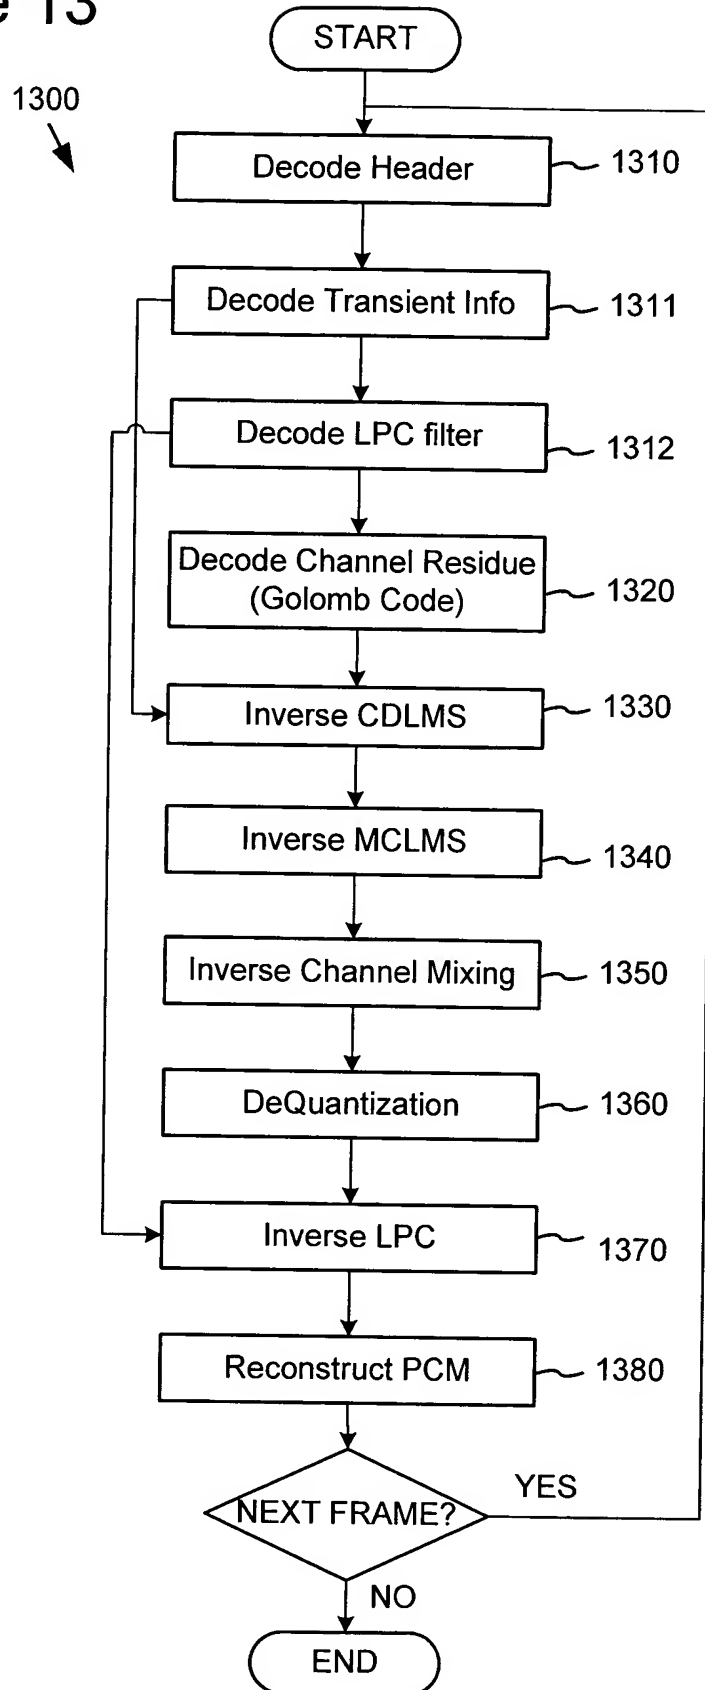 e 13
START
1300
Decode Header
1310
Decode Transient Info
1311
Decode LPC filter
1312
Decode Channel Residue
(Golomb Code)
1320
Inverse CDLMS
1330
Inverse MCLMS
1340
Inverse Channel Mixing
1350
DeQuantization
1360
Inverse LPC
1370
Reconstruct PCM
1380
NEXT FRAME?
YES
NO
END